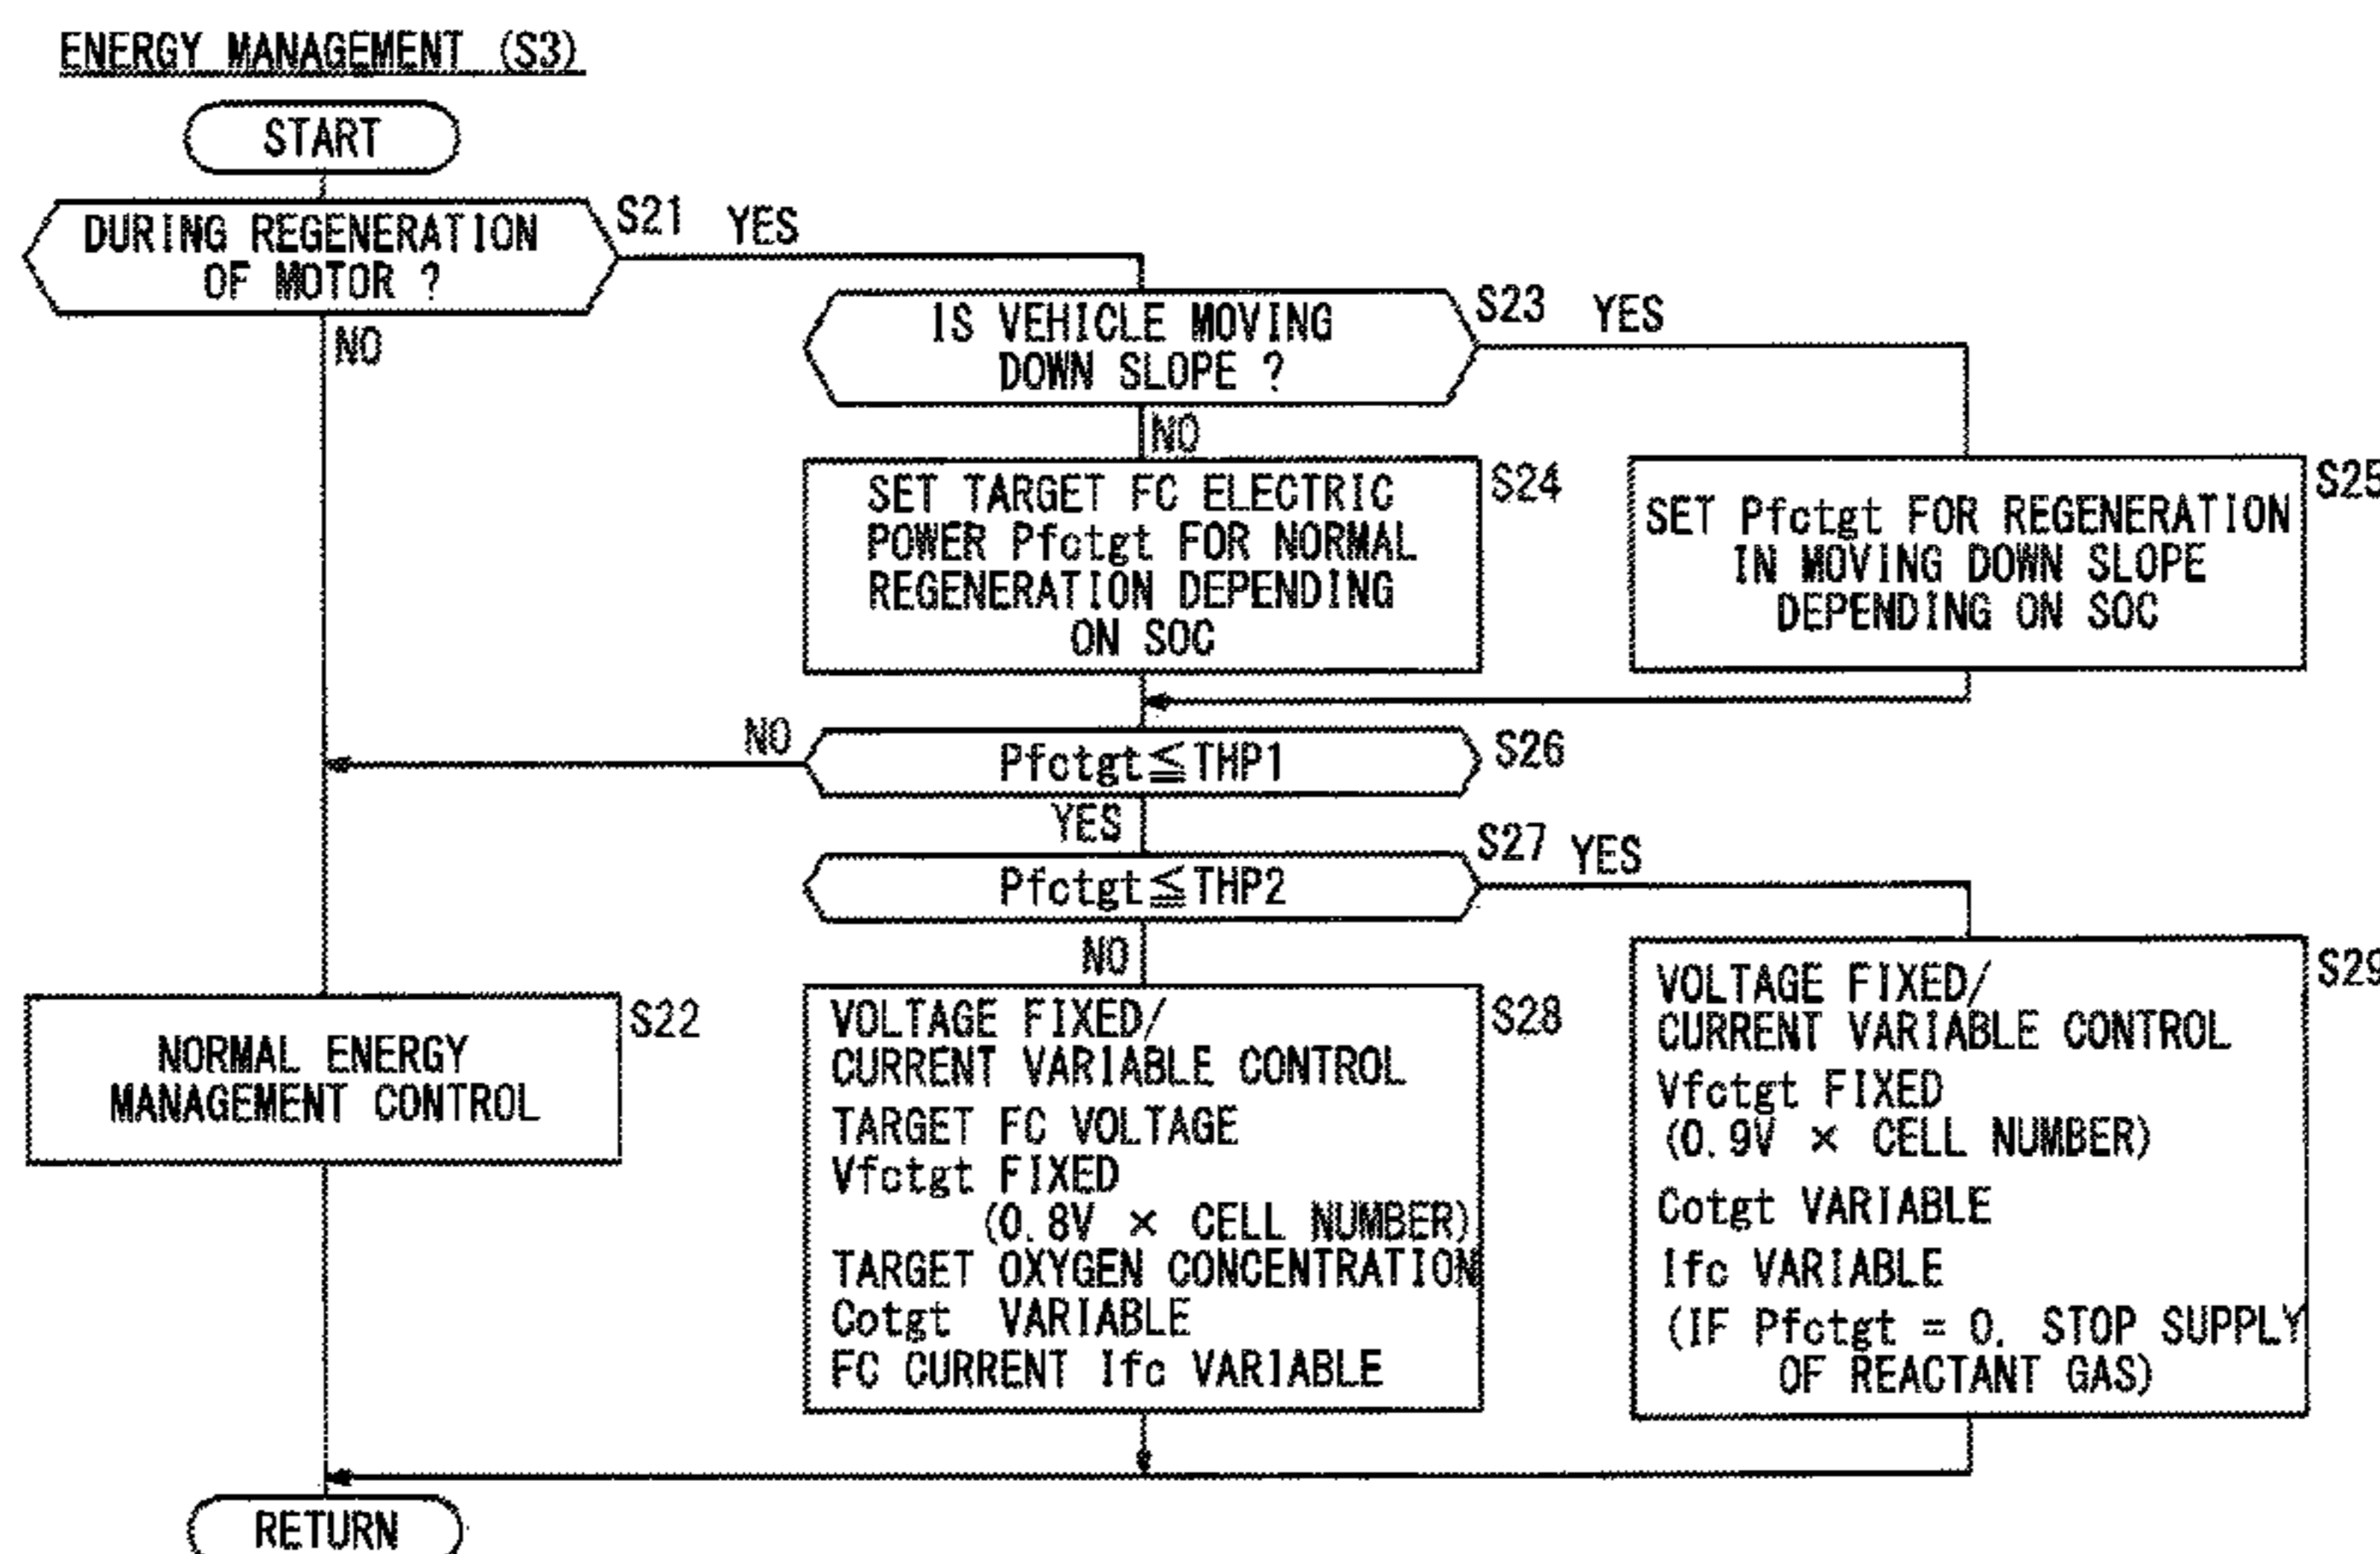 ENERGY MANAGEMENT (S3)
START
DURING REGENERATION
OF MOTOR ?
S21
YES
NO
IS VEHICLE MOVING
DOWN SLOPE ?
S23
YES
NO
SET TARGET FC ELECTRIC
POWER Pfctgt FOR NORMAL
REGENERATION DEPENDING
ON SOC
S24
SET Pfctgt FOR REGENERATION
IN MOVING DOWN SLOPE
DEPENDING ON SOC
S25
NO
Pfctgt≦THP1
S26
YES
Pfctgt≦THP2
S27
YES
NO
NORMAL ENERGY
MANAGEMENT CONTROL
S22
VOLTAGE FIXED/
CURRENT VARIABLE CONTROL
TARGET FC VOLTAGE
Vfctgt FIXED
(0.8V × CELL NUMBER)
TARGET OXYGEN CONCENTRATION
Cotgt VARIABLE
FC CURRENT Ifc VARIABLE
S28
VOLTAGE FIXED/
CURRENT VARIABLE CONTROL
Vfctgt FIXED
(0.9V × CELL NUMBER)
Cotgt VARIABLE
Ifc VARIABLE
(IF Pfctgt = 0, STOP SUPPLY
OF REACTANT GAS)
S29
RETURN